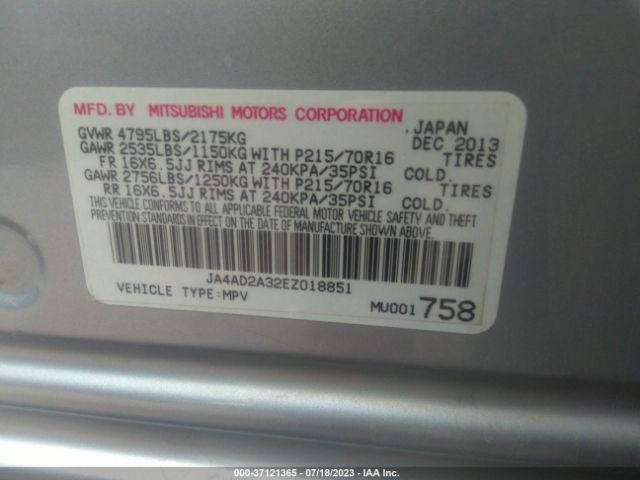 MFD. BY MITSUBISHI MOTORS CORPORATION
, JAPAN
GVWR 4795LBS/2175KG DEC 2013
GAWR 2535LBS/1150KG WITH P215/70R16 TIRES
FR 16X6.5JJ RIMS AT 240KPA/35PSI COLD.
GAWR 2756LBS/1250KG WITH P215/70R16 TIRES
RR 16X6.5JJ RIMS AT 240KPA/35PSI COLD.
THIS VEHICLE CONFORMS TO ALL APPLICABLE FEDERAL MOTOR VEHICLE SAFETY AND THEFT
PREVENTION STANDARDS IN EFFECT ON THE DATE OF MANUFACTURE SHOWN ABOVE.
JA4AD2A32EZ018851
VEHICLE TYPE:MPV MU001 758
000-37121365 - 07/18/2023 - IAA Inc.